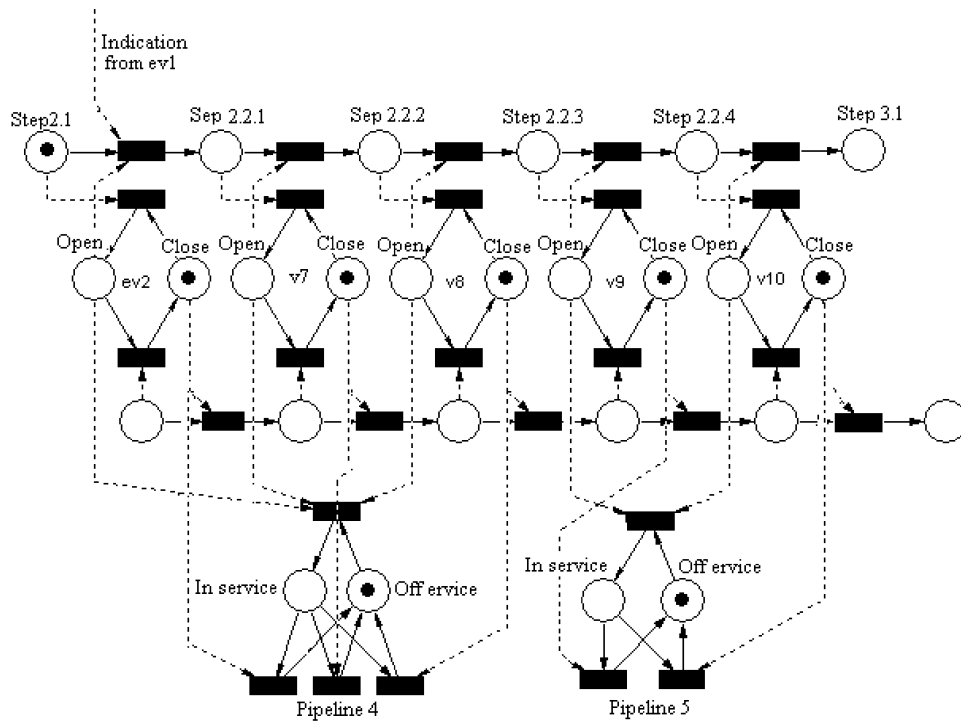 Indication
from ev1
Step2.1
Sep 2.2.1
Sep 2.2.2
Step 2.2.3
Step 2.2.4
Step 3.1
Open
Close
Open
Close
Open
Close
Open
Close
Open
Close
ev2
v7
v8
v9
v10
In service
Off ervice
In service
Off ervice
Pipeline 4
Pipeline 5